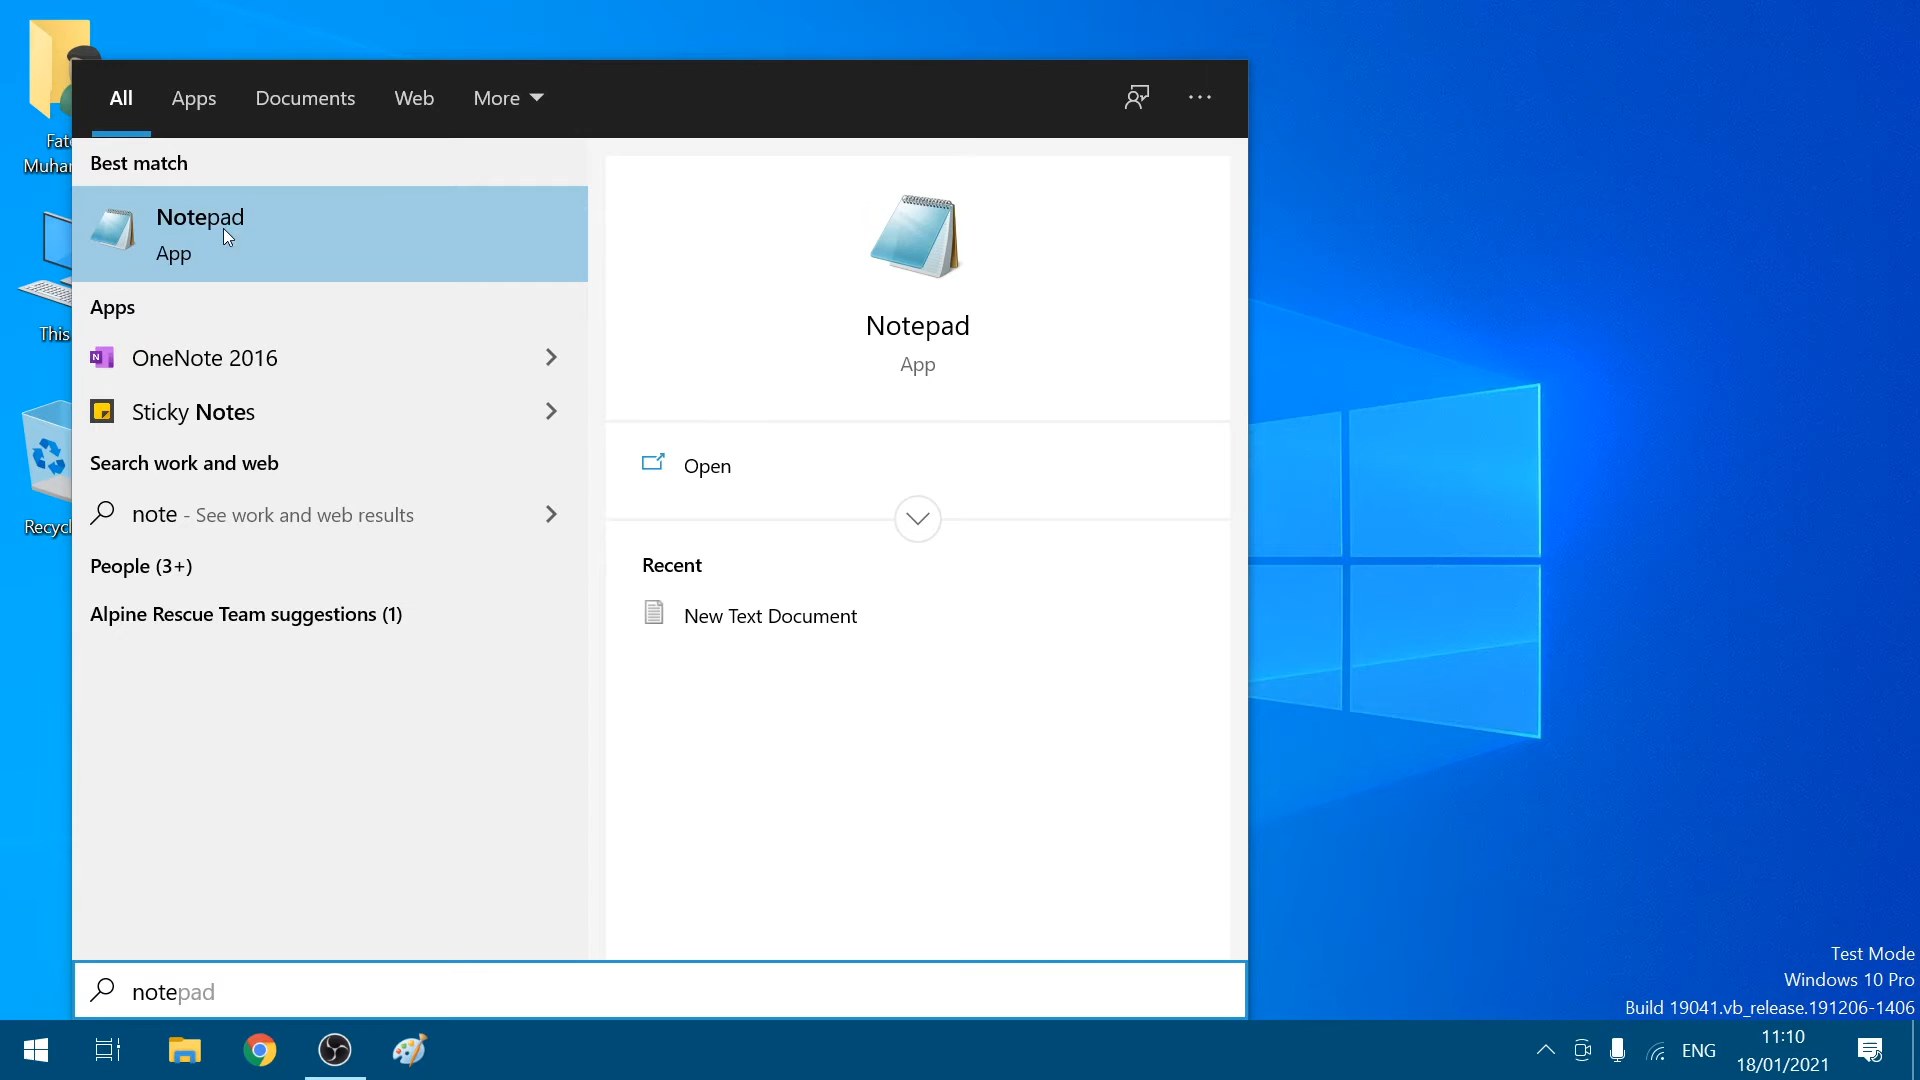 All
Apps
Documents
Web
More
Best match
Notepad
App
Apps
OneNote 2016
Sticky Notes
Search work and web
note - See work and web results
People (3+)
Alpine Rescue Team suggestions (1)
Notepad
App
Open
Recent
New Text Document
notepad
This
Test Mode
Windows 10 Pro
Build 19041.vb_release.191206-1406
ENG
11:10
18/01/2021